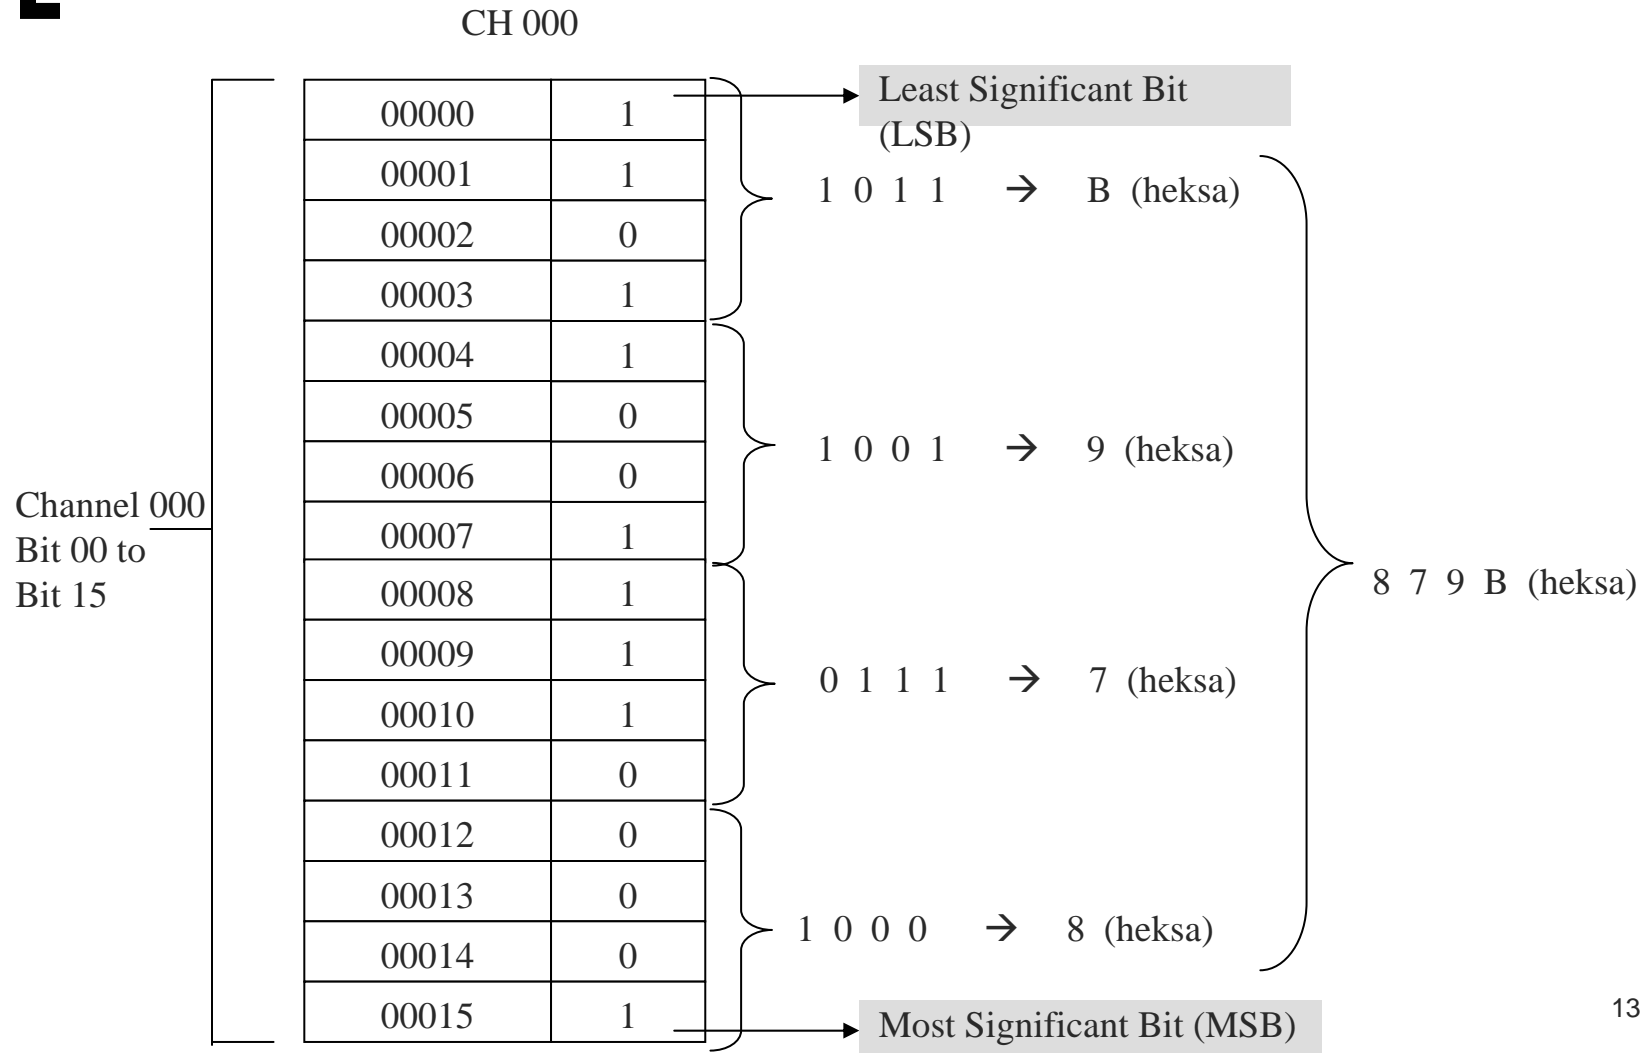 CH 000
00000 1
00001 1
00002 0
00003 1
00004 1
00005 0
00006 0
00007 1
00008 1
00009 1
00010 1
00011 0
00012 0
00013 0
00014 0
00015 1
Channel 000
Bit 00 to
Bit 15
Least Significant Bit
(LSB)
1 0 1 1 → B (heksa)
1 0 0 1 → 9 (heksa)
0 1 1 1 → 7 (heksa)
1 0 0 0 → 8 (heksa)
Most Significant Bit (MSB)
8 7 9 B (heksa)
13